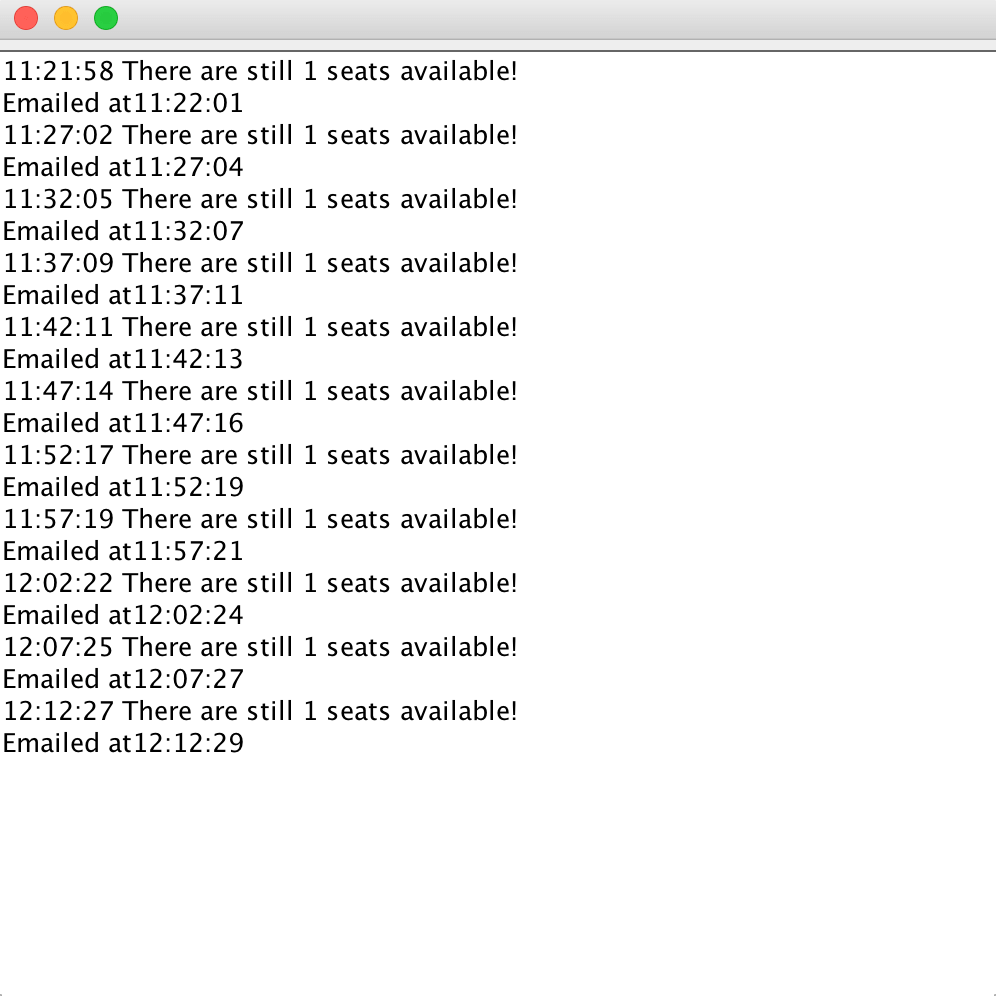 11:21:58 There are still 1 seats available!
Emailed at11:22:01
11:27:02 There are still 1 seats available!
Emailed at11:27:04
11:32:05 There are still 1 seats available!
Emailed at11:32:07
11:37:09 There are still 1 seats available!
Emailed at11:37:11
11:42:11 There are still 1 seats available!
Emailed at11:42:13
11:47:14 There are still 1 seats available!
Emailed at11:47:16
11:52:17 There are still 1 seats available!
Emailed at11:52:19
11:57:19 There are still 1 seats available!
Emailed at11:57:21
12:02:22 There are still 1 seats available!
Emailed at12:02:24
12:07:25 There are still 1 seats available!
Emailed at12:07:27
12:12:27 There are still 1 seats available!
Emailed at12:12:29